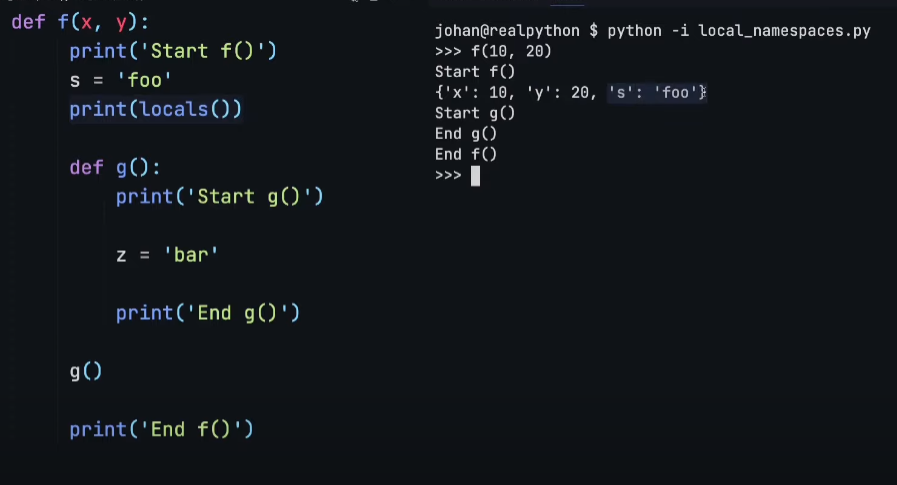 def f(x, y):
    print('Start f()')
    s = 'foo'
    print(locals())
    def g():
        print('Start g()')
        z = 'bar'
        print('End g()')
    g()
    print('End f()')
johan@realpython $ python -i local_namespaces.py
>>> f(10, 20)
Start f()
{'x': 10, 'y': 20, 's': 'foo'}
Start g()
End g()
End f()
>>>